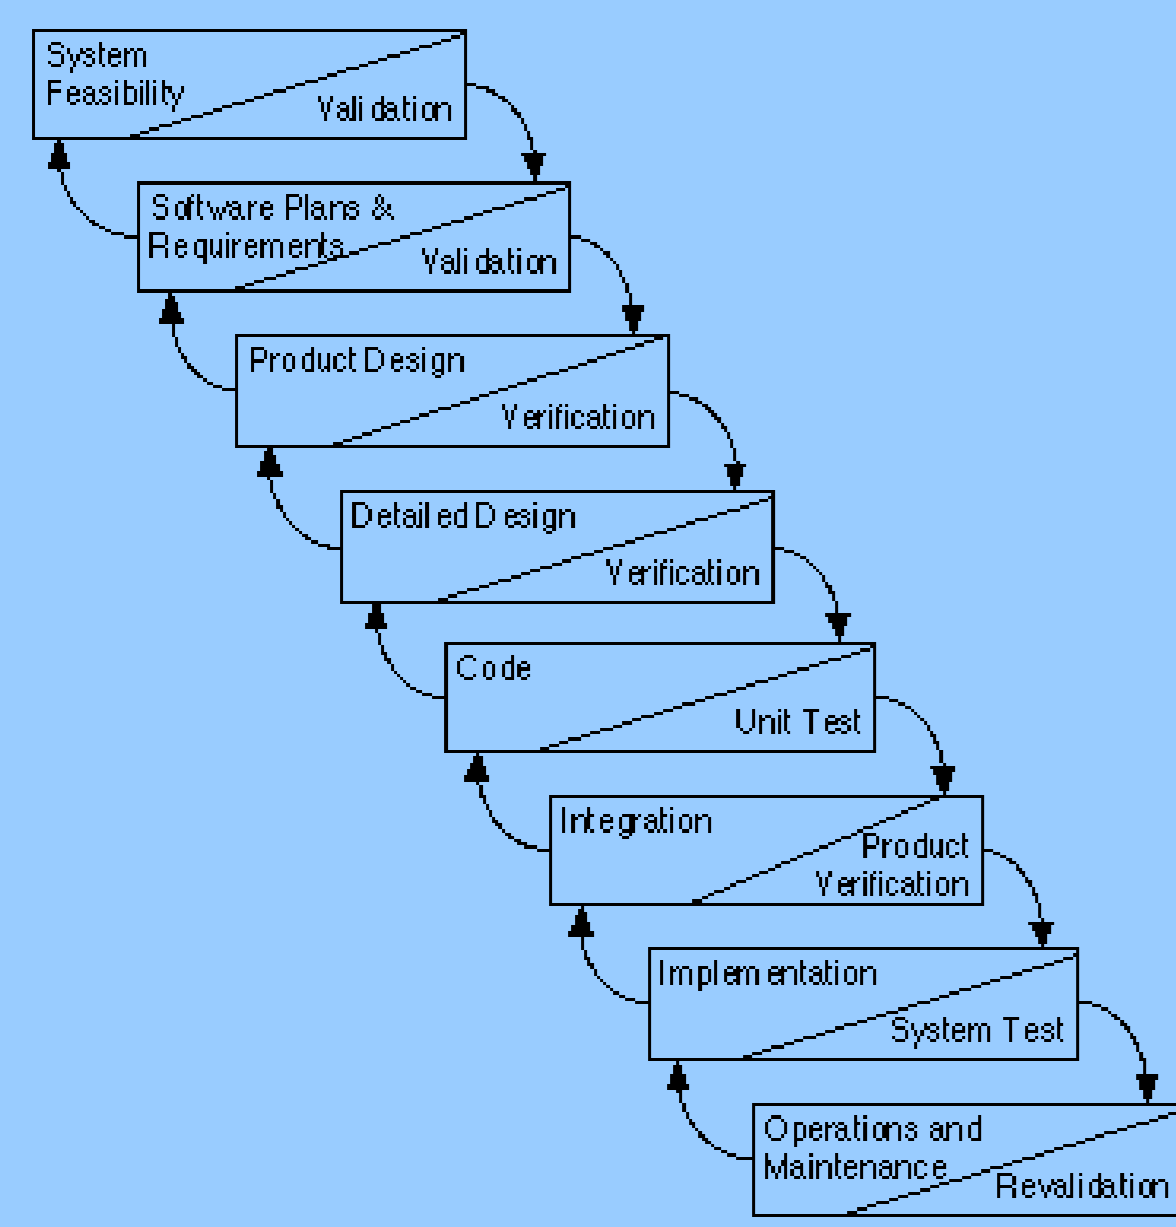 System
Feasibility
Validation
Software Plans &
Requirements
Validation
Product Design
Verification
Detailed Design
Verification
Code
Unit Test
Integration
Product
Verification
Implementation
System Test
Operations and
Maintenance
Revalidation